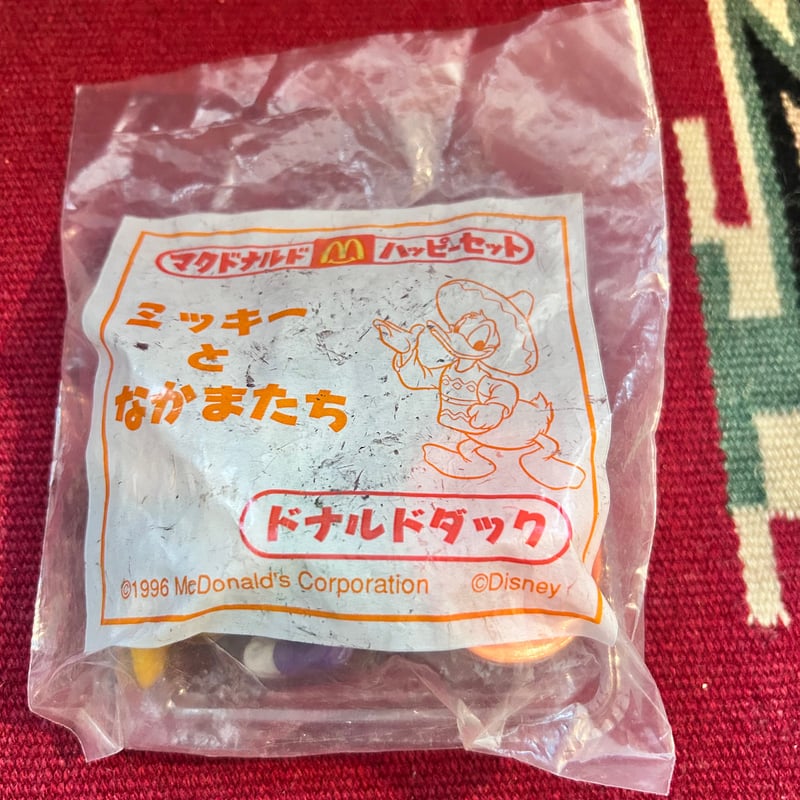 マクドナルド M ハッピーセット
ミッキー
と
なかまたち
ドナルドダック
©1996 McDonald's Corporation ©Disney